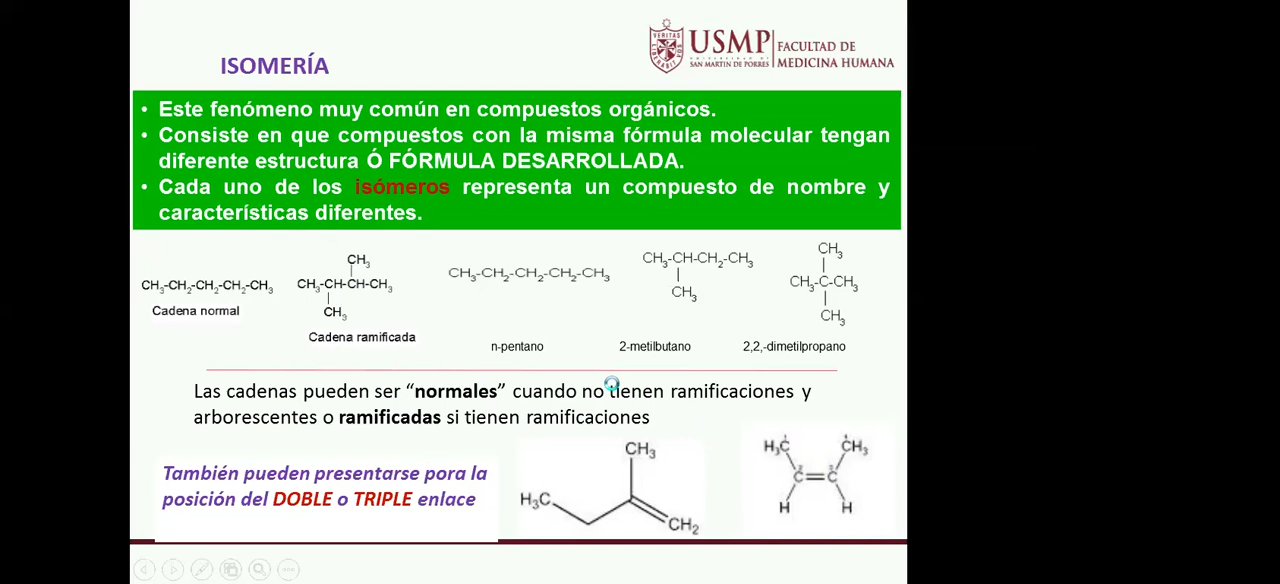 ISOMERÍA
USMP
UNIVERSIDAD DE
SAN MARTIN DE PORRES
FACULTAD DE
MEDICINA HUMANA
• Este fenómeno muy común en compuestos orgánicos.
• Consiste en que compuestos con la misma fórmula molecular tengan
diferente estructura Ó FÓRMULA DESARROLLADA.
• Cada uno de los isómeros representa un compuesto de nombre y
características diferentes.
CH3-CH2-CH2-CH2-CH3
Cadena normal
CH3
CH3-CH-CH-CH3
CH3
Cadena ramificada
CH3-CH2-CH2-CH2-CH3
n-pentano
CH3-CH-CH2-CH3
CH3
2-metilbutano
CH3
CH3-C-CH3
CH3
2,2,-dimetilpropano
Las cadenas pueden ser “normales” cuando no tienen ramificaciones y
arborescentes o ramificadas si tienen ramificaciones
También pueden presentarse pora la
posición del DOBLE o TRIPLE enlace
CH3
H3C
CH2
H3C CH3
C=C
H H